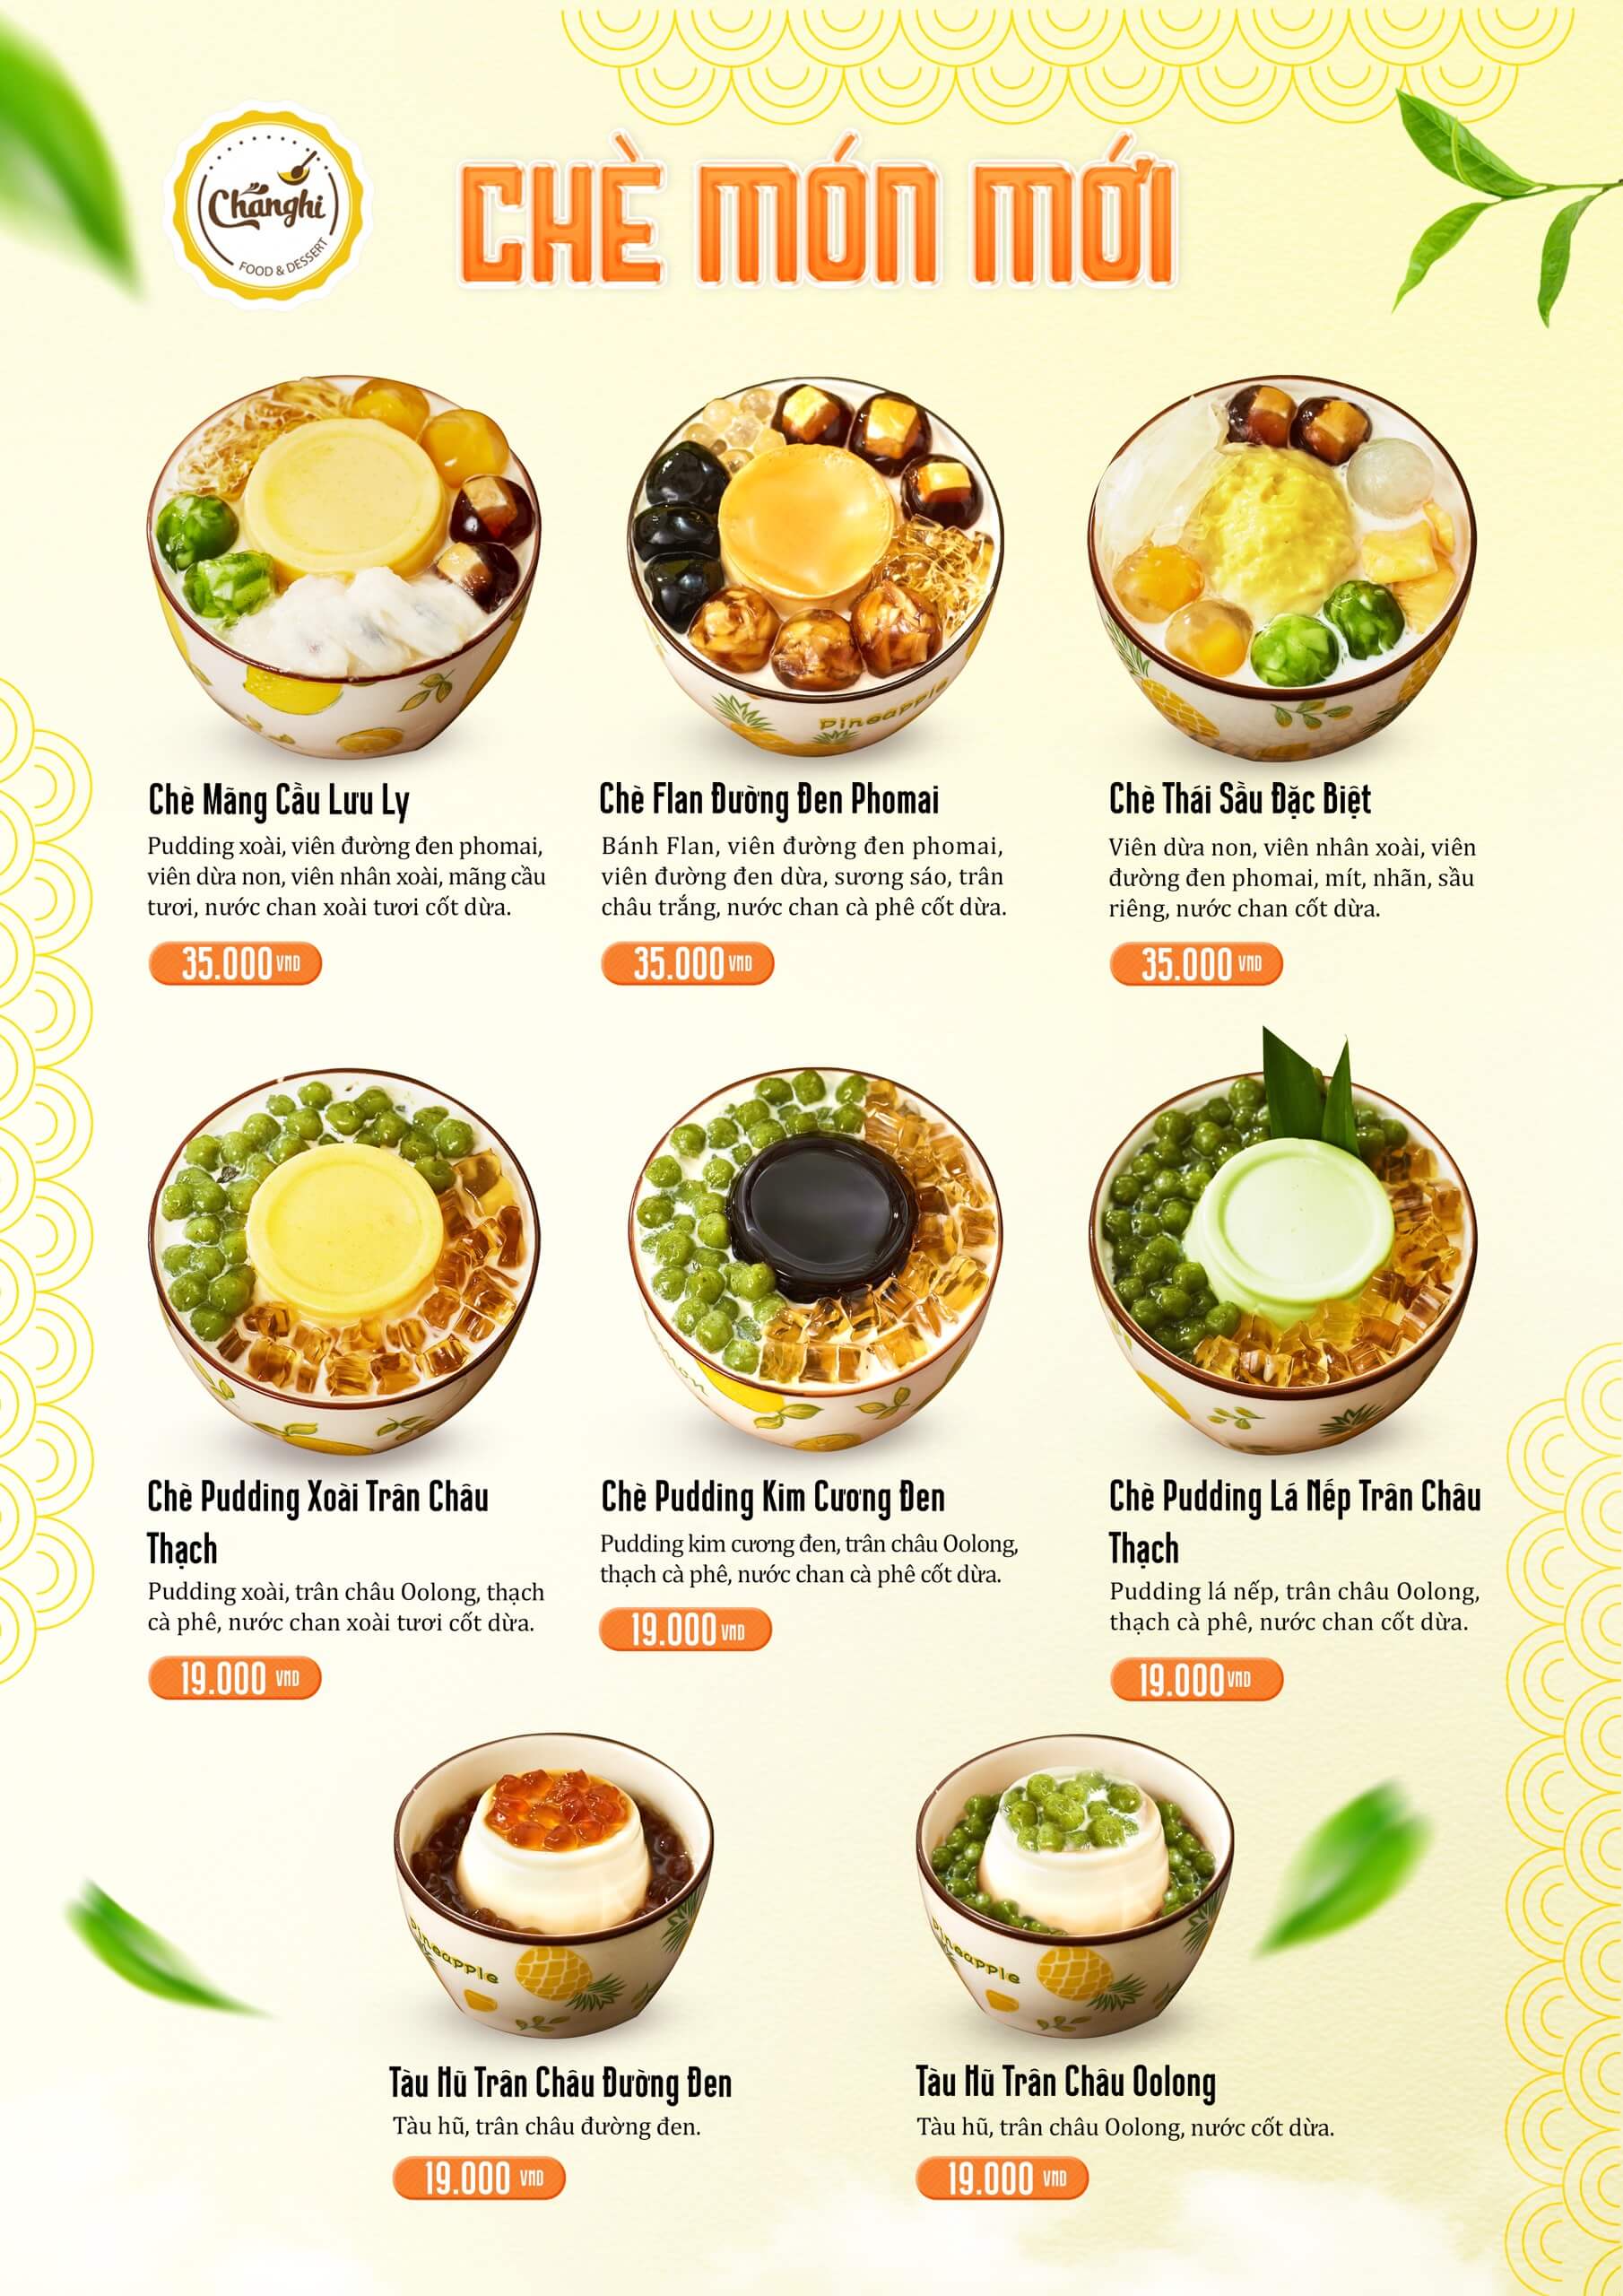 Changhi
FOOD & DESSERT
CHÈ MÓN MỚI
Pineapple
Chè Mãng Cầu Lưu Ly
Pudding xoài, viên đường đen phomai,
viên dừa non, viên nhân xoài, mãng cầu
tươi, nước chan xoài tươi cốt dừa.
35.000 VND
Chè Flan Đường Đen Phomai
Bánh Flan, viên đường đen phomai,
viên đường đen dừa, sương sáo, trân
châu trắng, nước chan cà phê cốt dừa.
35.000 VND
Chè Thái Sầu Đặc Biệt
Viên dừa non, viên nhân xoài, viên
đường đen phomai, mít, nhãn, sầu
riêng, nước chan cốt dừa.
35.000 VND
Chè Pudding Xoài Trân Châu
Thạch
Pudding xoài, trân châu Oolong, thạch
cà phê, nước chan xoài tươi cốt dừa.
19.000 VND
Chè Pudding Kim Cương Đen
Pudding kim cương đen, trân châu Oolong,
thạch cà phê, nước chan cà phê cốt dừa.
19.000 VND
Chè Pudding Lá Nếp Trân Châu
Thạch
Pudding lá nếp, trân châu Oolong,
thạch cà phê, nước chan cốt dừa.
19.000 VND
Pineapple
Pineapple
Tàu Hũ Trân Châu Đường Đen
Tàu hũ, trân châu đường đen.
19.000 VND
Tàu Hũ Trân Châu Oolong
Tàu hũ, trân châu Oolong, nước cốt dừa.
19.000 VND